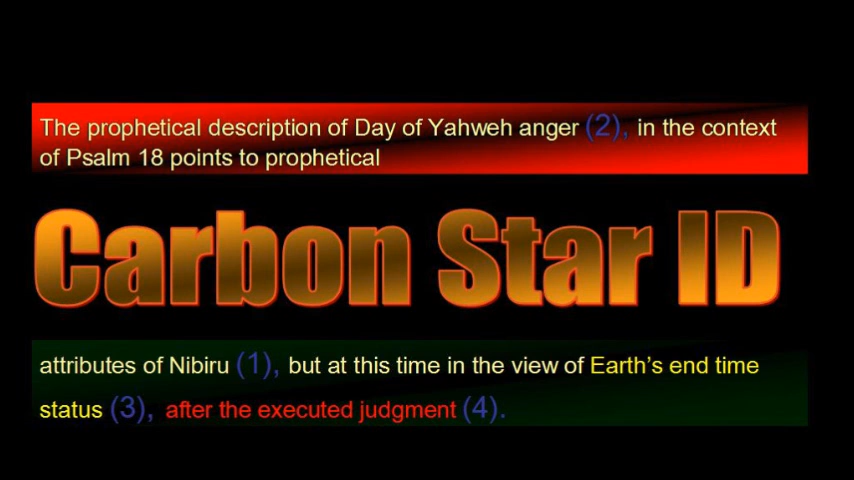 The prophetical description of Day of Yahweh anger (2), in the context
of Psalm 18 points to prophetical
Carbon Star ID
attributes of Nibiru (1), but at this time in the view of Earth's end time
status (3), after the executed judgment (4).